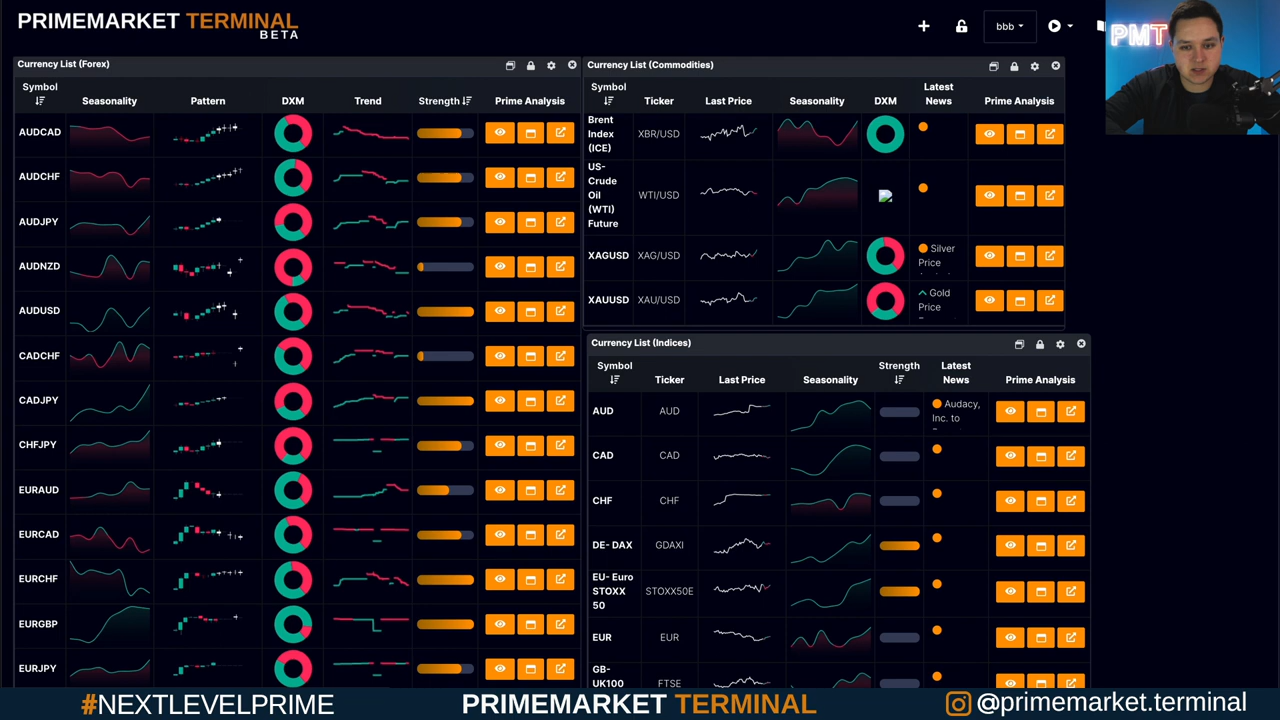 PRIMEMARKET TERMINAL
BETA
bbb
PMT
Currency List (Forex)
Symbol Seasonality Pattern DXM Trend Strength Prime Analysis
AUDCAD
AUDCHF
AUDJPY
AUDNZD
AUDUSD
CADCHF
CADJPY
CHFJPY
EURAUD
EURCAD
EURCHF
EURGBP
EURJPY
Currency List (Commodities)
Symbol Ticker Last Price Seasonality DXM Latest News Prime Analysis
Brent Index (ICE) XBR/USD
US- Crude Oil (WTI) Future WTI/USD
XAGUSD XAG/USD Silver Price
XAUUSD XAU/USD Gold Price
Currency List (Indices)
Symbol Ticker Last Price Seasonality Strength Latest News Prime Analysis
AUD AUD Audacy, Inc. to
CAD CAD
CHF CHF
DE- DAX GDAXI
EU- Euro STOXX 50 STOXX50E
EUR EUR
GB- UK100 FTSE
#NEXTLEVELPRIME
PRIMEMARKET TERMINAL
@primemarket.terminal